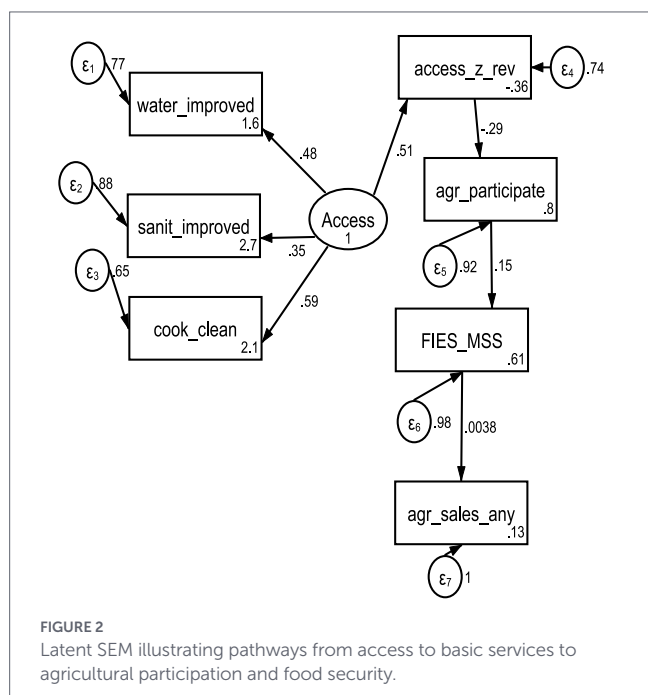 ε1 .77
water_improved
1.6
.48
ε2 .88
sanit_improved
2.7
.35
ε3 .65
cook_clean
2.1
.59
Access
1
.51
access_z_rev
-.36
ε4 .74
-.29
agr_participate
.8
ε5 .92
.15
FIES_MSS
.61
ε6 .98
.0038
agr_sales_any
.13
ε7 1
FIGURE 2
Latent SEM illustrating pathways from access to basic services to
agricultural participation and food security.